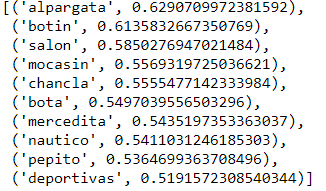 [('alpargata', 0.6290709972381592),
('botin', 0.6135832667350769),
('salon', 0.5850276947021484),
('mocasin', 0.5569319725036621),
('chancla', 0.5555477142333984),
('bota', 0.5497039556503296),
('mercedita', 0.5435197353363037),
('nautico', 0.5411031246185303),
('pepito', 0.5364699363708496),
('deportivas', 0.5191572308540344)]